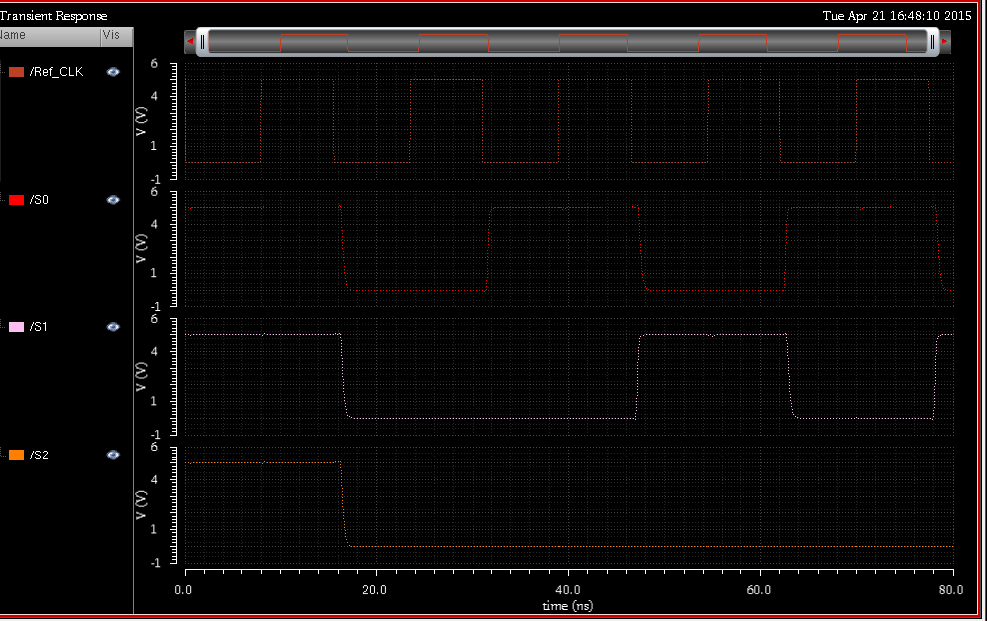 Transient Response
Tue Apr 21 16:48:10 2015
Name
Vis
/Ref_CLK
6
4
1
-1
V (V)
/S0
6
4
1
-1
V (V)
/S1
6
4
1
-1
V (V)
/S2
6
4
1
-1
V (V)
0.0 20.0 40.0 60.0 80.0
time (ns)